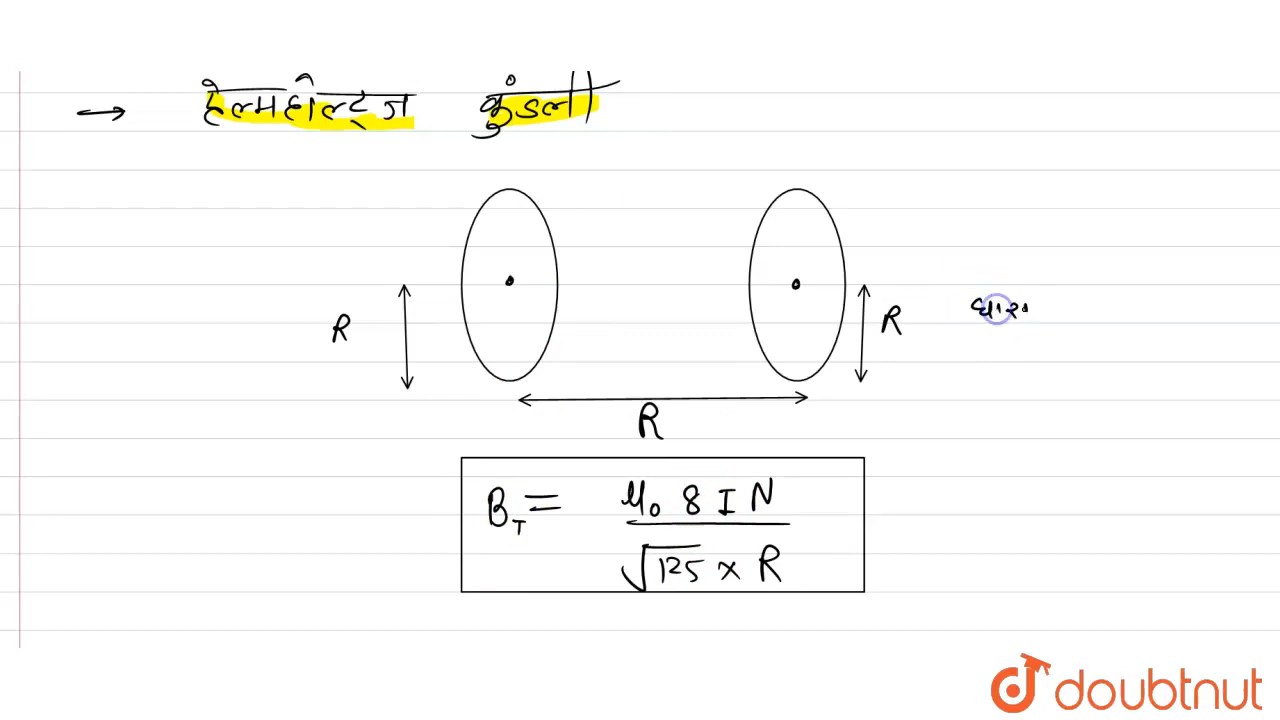 → हेल्महोल्ट्ज कुंडली
R
R
R
B_T = μ₀ 8 I N / √125 × R
doubtnut